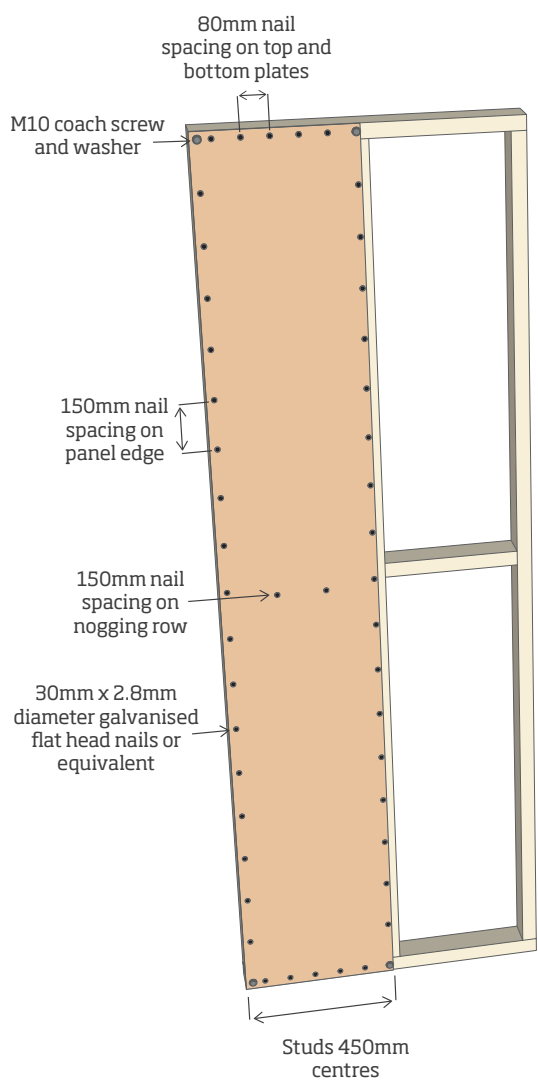 80mm nail
spacing on top and
bottom plates
M10 coach screw
and washer
150mm nail
spacing on
panel edge
150mm nail
spacing on
nogging row
30mm x 2.8mm
diameter galvanised
flat head nails or
equivalent
Studs 450mm
centres